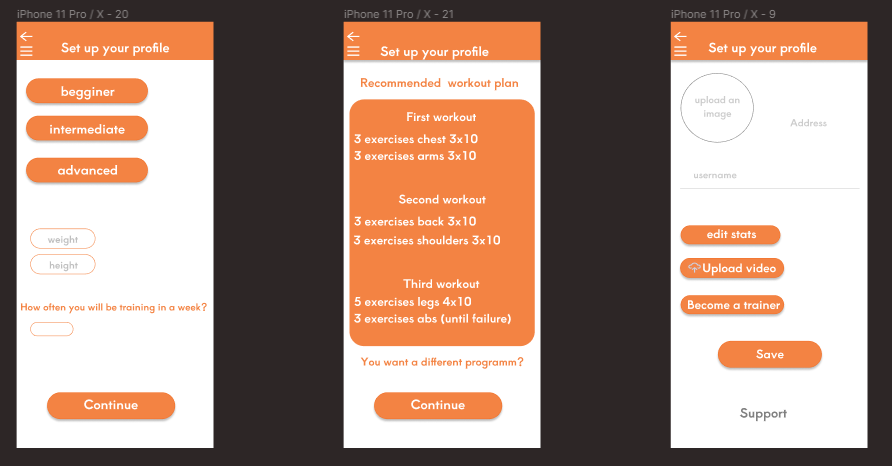 iPhone 11 Pro / X - 20
Set up your profile
begginer
intermediate
advanced
weight
height
How often you will be training in a week?
Continue
iPhone 11 Pro / X - 21
Set up your profile
Recommended workout plan
First workout
3 exercises chest 3x10
3 exercises arms 3x10
Second workout
3 exercises back 3x10
3 exercises shoulders 3x10
Third workout
5 exercises legs 4x10
3 exercises abs (until failure)
You want a different programm?
Continue
iPhone 11 Pro / X - 9
Set up your profile
upload an
image
Address
username
edit stats
Upload video
Become a trainer
Save
Support